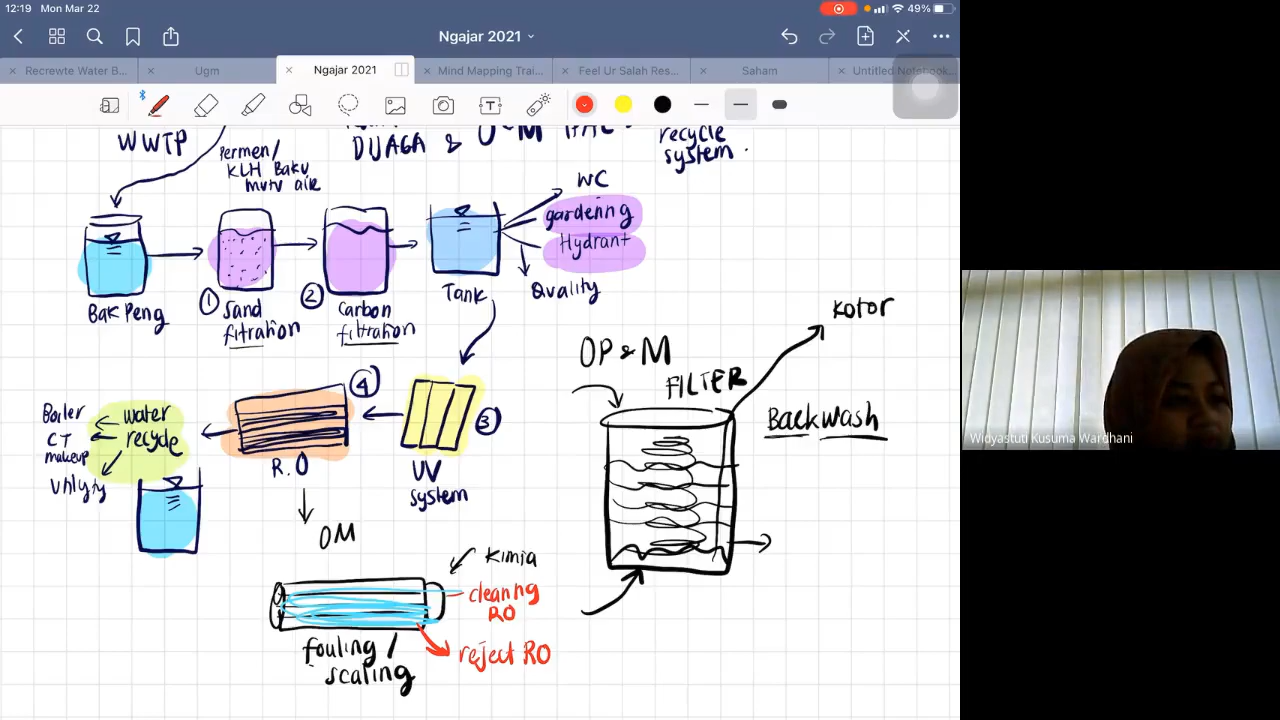 12:19 Mon Mar 22
49%
Ngajar 2021
Recrewte Water B...
Ugm
Ngajar 2021
Mind Mapping Trai...
Feel Ur Salah Res...
Saham
Untitled Notebook...
WWTP
Permen/
KLH Baku
mutu air
DIJAGA &
recycle
system.
WC
gardening
Hydrant
Quality
Bak Peng
1 Sand
filtration
2 Carbon
filtration
Tank
Kotor
OP & M
FILTER
Backwash
4
3
Boiler
CT
makeup
water
recycle
R.O
UV
system
OM
Kimia
cleaning
RO
reject RO
fouling /
scaling
Widyastuti Kusuma Wardhani